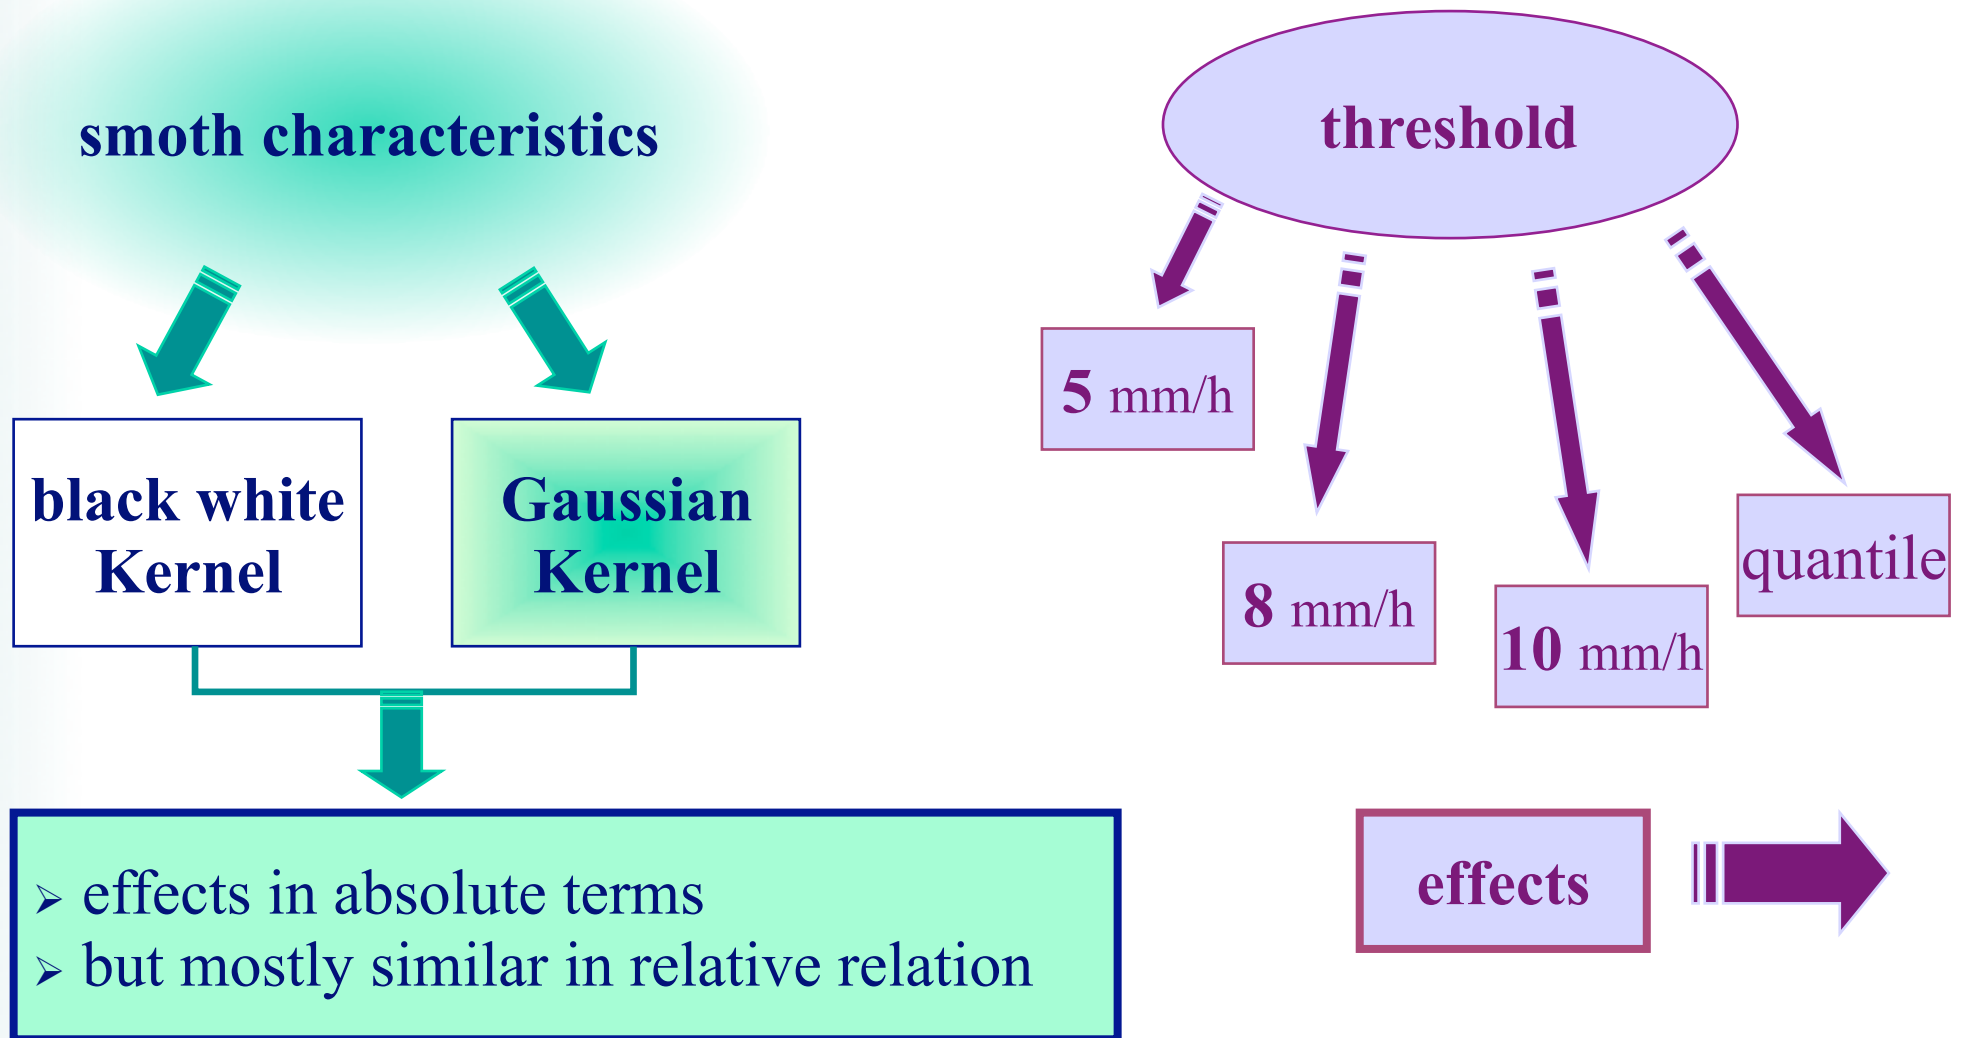 smoth characteristics
black white
Kernel
Gaussian
Kernel
➢ effects in absolute terms
➢ but mostly similar in relative relation
threshold
5 mm/h
8 mm/h
10 mm/h
quantile
effects